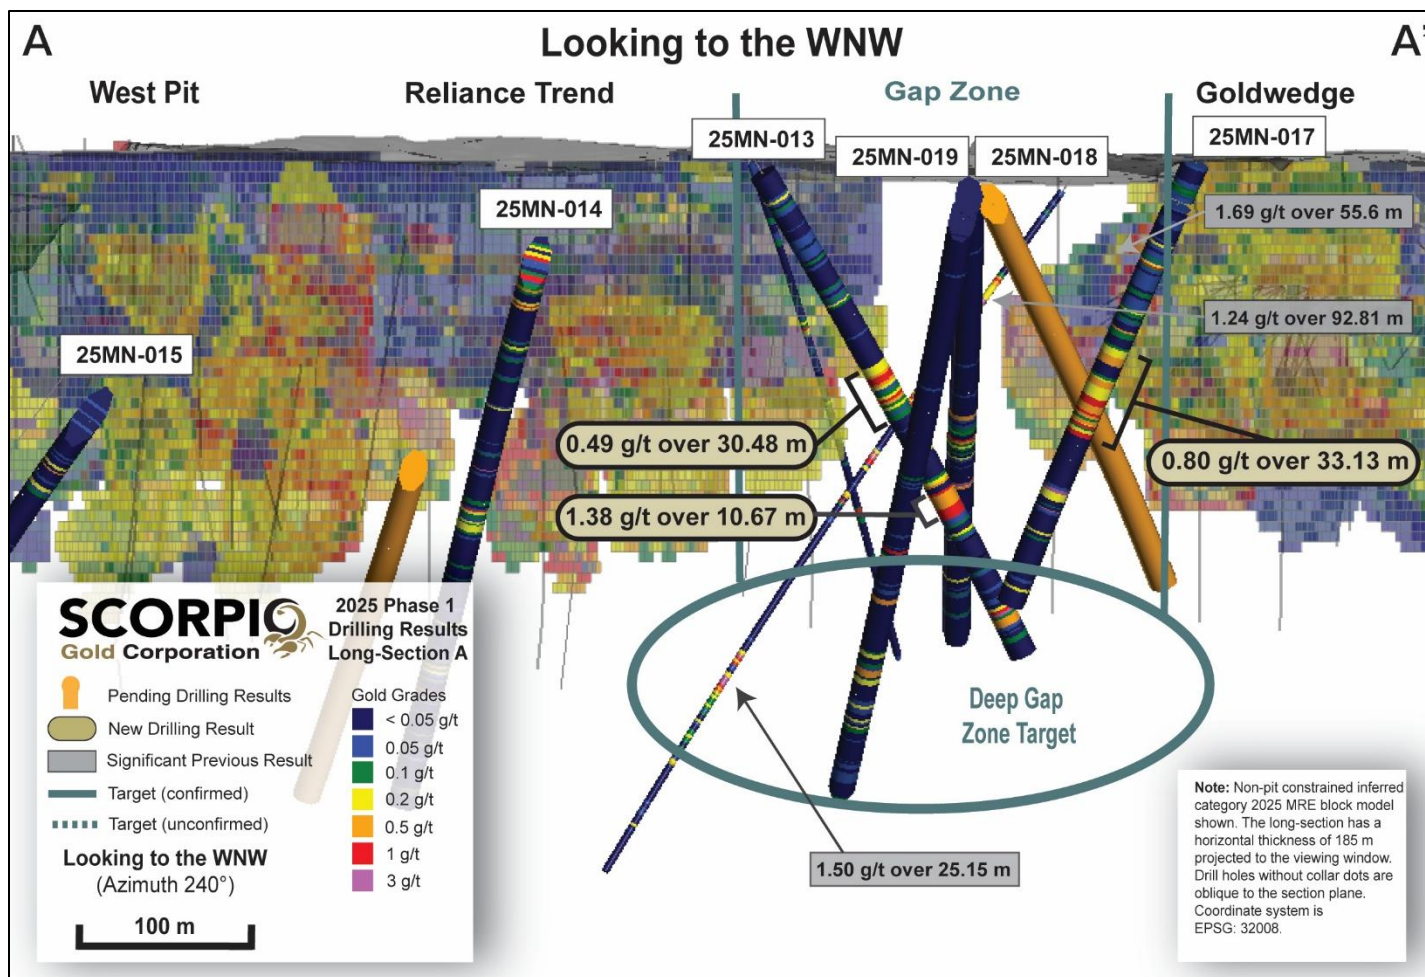 A
Looking to the WNW
A'
West Pit
Reliance Trend
Gap Zone
Goldwedge
25MN-013
25MN-019
25MN-018
25MN-017
25MN-014
25MN-015
1.69 g/t over 55.6 m
1.24 g/t over 92.81 m
0.49 g/t over 30.48 m
0.80 g/t over 33.13 m
1.38 g/t over 10.67 m
Deep Gap
Zone Target
1.50 g/t over 25.15 m
SCORPIO
Gold Corporation
2025 Phase 1
Drilling Results
Long-Section A
Pending Drilling Results
New Drilling Result
Significant Previous Result
Target (confirmed)
Target (unconfirmed)
Looking to the WNW
(Azimuth 240°)
100 m
Gold Grades
< 0.05 g/t
0.05 g/t
0.1 g/t
0.2 g/t
0.5 g/t
1 g/t
3 g/t
Note: Non-pit constrained inferred
category 2025 MRE block model
shown. The long-section has a
horizontal thickness of 185 m
projected to the viewing window.
Drill holes without collar dots are
oblique to the section plane.
Coordinate system is
EPSG: 32008.